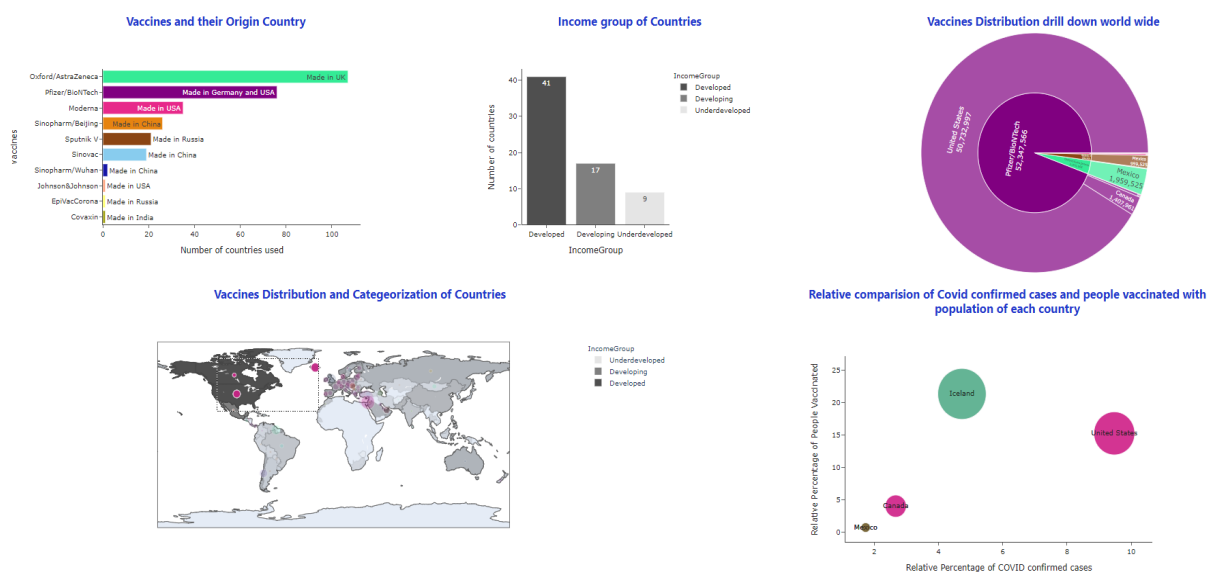 Vaccines and their Origin Country
vaccines
Oxford/AstraZeneca
Made in UK
Pfizer/BioNTech
Made in Germany and USA
Moderna
Made in USA
Sinopharm/Beijing
Made in China
Sputnik V
Made in Russia
Sinovac
Made in China
Sinopharm/Wuhan
Made in China
Johnson&Johnson
Made in USA
EpiVacCorona
Made in Russia
Covaxin
Made in India
0 20 40 60 80 100
Number of countries used
Income group of Countries
Number of countries
40
30
20
10
0
41
17
9
Developed Developing Underdeveloped
IncomeGroup
IncomeGroup
Developed
Developing
Underdeveloped
Vaccines Distribution drill down world wide
United States
50,732,997
Pfizer/BioNTech
52,347,566
Mexico
Mexico
1,959,525
Canada
1,407,961
Vaccines Distribution and Categeorization of Countries
IncomeGroup
Underdeveloped
Developing
Developed
Relative comparision of Covid confirmed cases and people vaccinated with
population of each country
Relative Percentage of People Vaccinated
25
20
15
10
5
0
Iceland
United States
Canada
Mexico
2 4 6 8 10
Relative Percentage of COVID confirmed cases